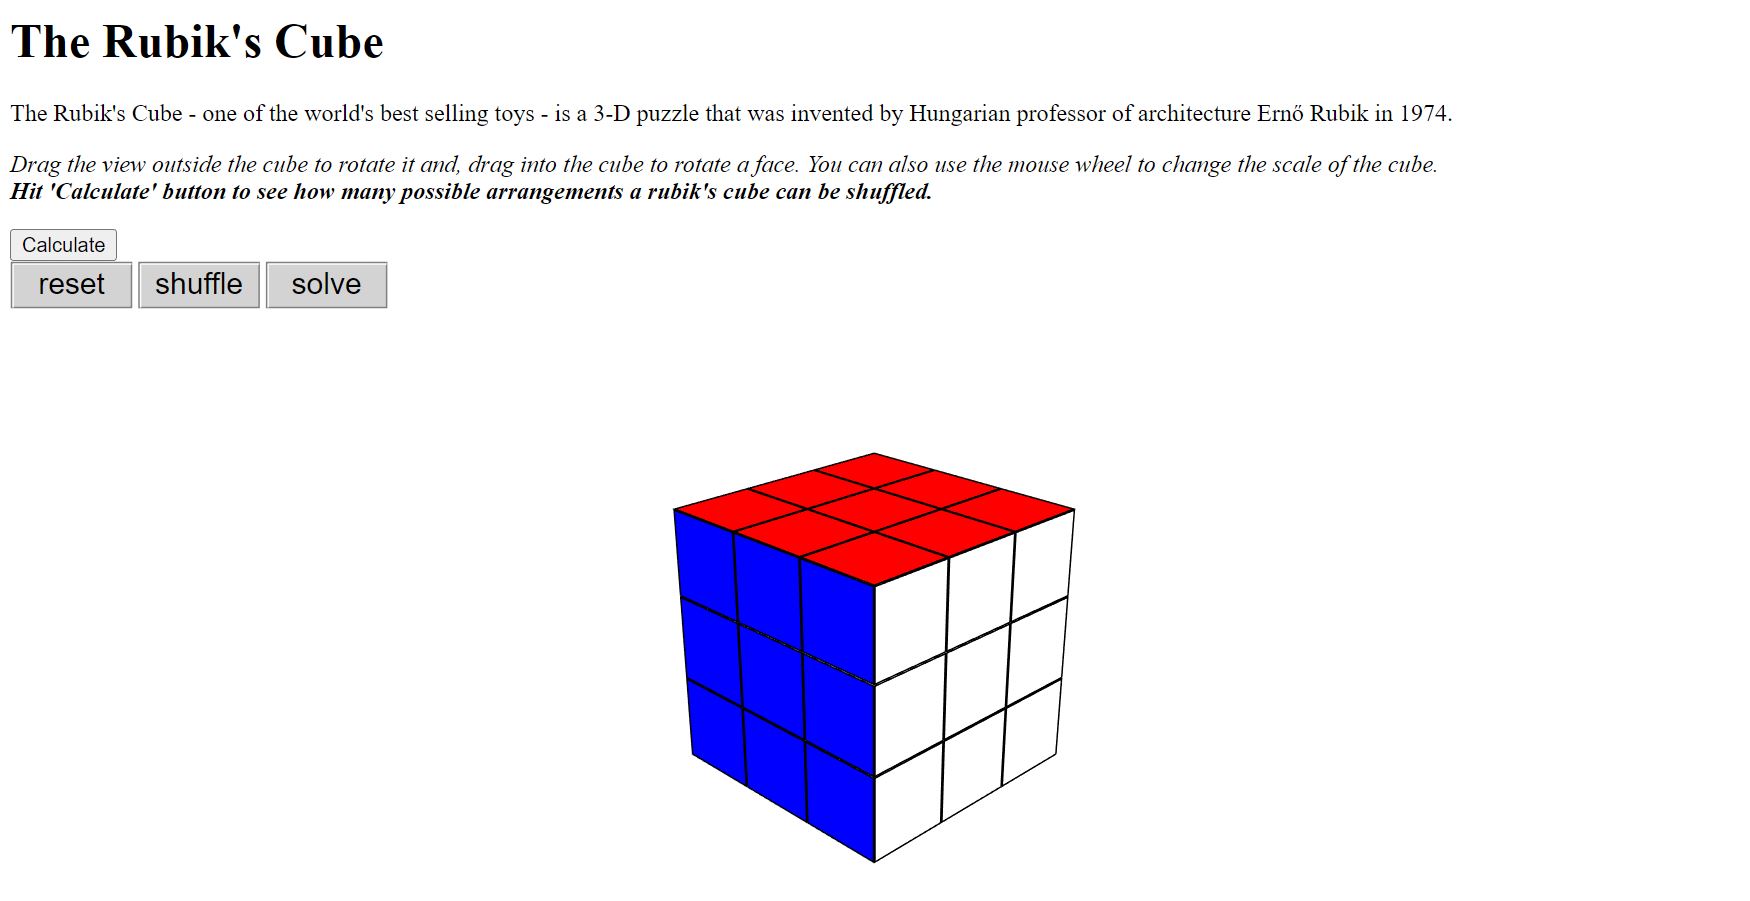 The Rubik's Cube
The Rubik's Cube - one of the world's best selling toys - is a 3-D puzzle that was invented by Hungarian professor of architecture Ernő Rubik in 1974.
Drag the view outside the cube to rotate it and, drag into the cube to rotate a face. You can also use the mouse wheel to change the scale of the cube.
Hit 'Calculate' button to see how many possible arrangements a rubik's cube can be shuffled.
Calculate
reset shuffle solve